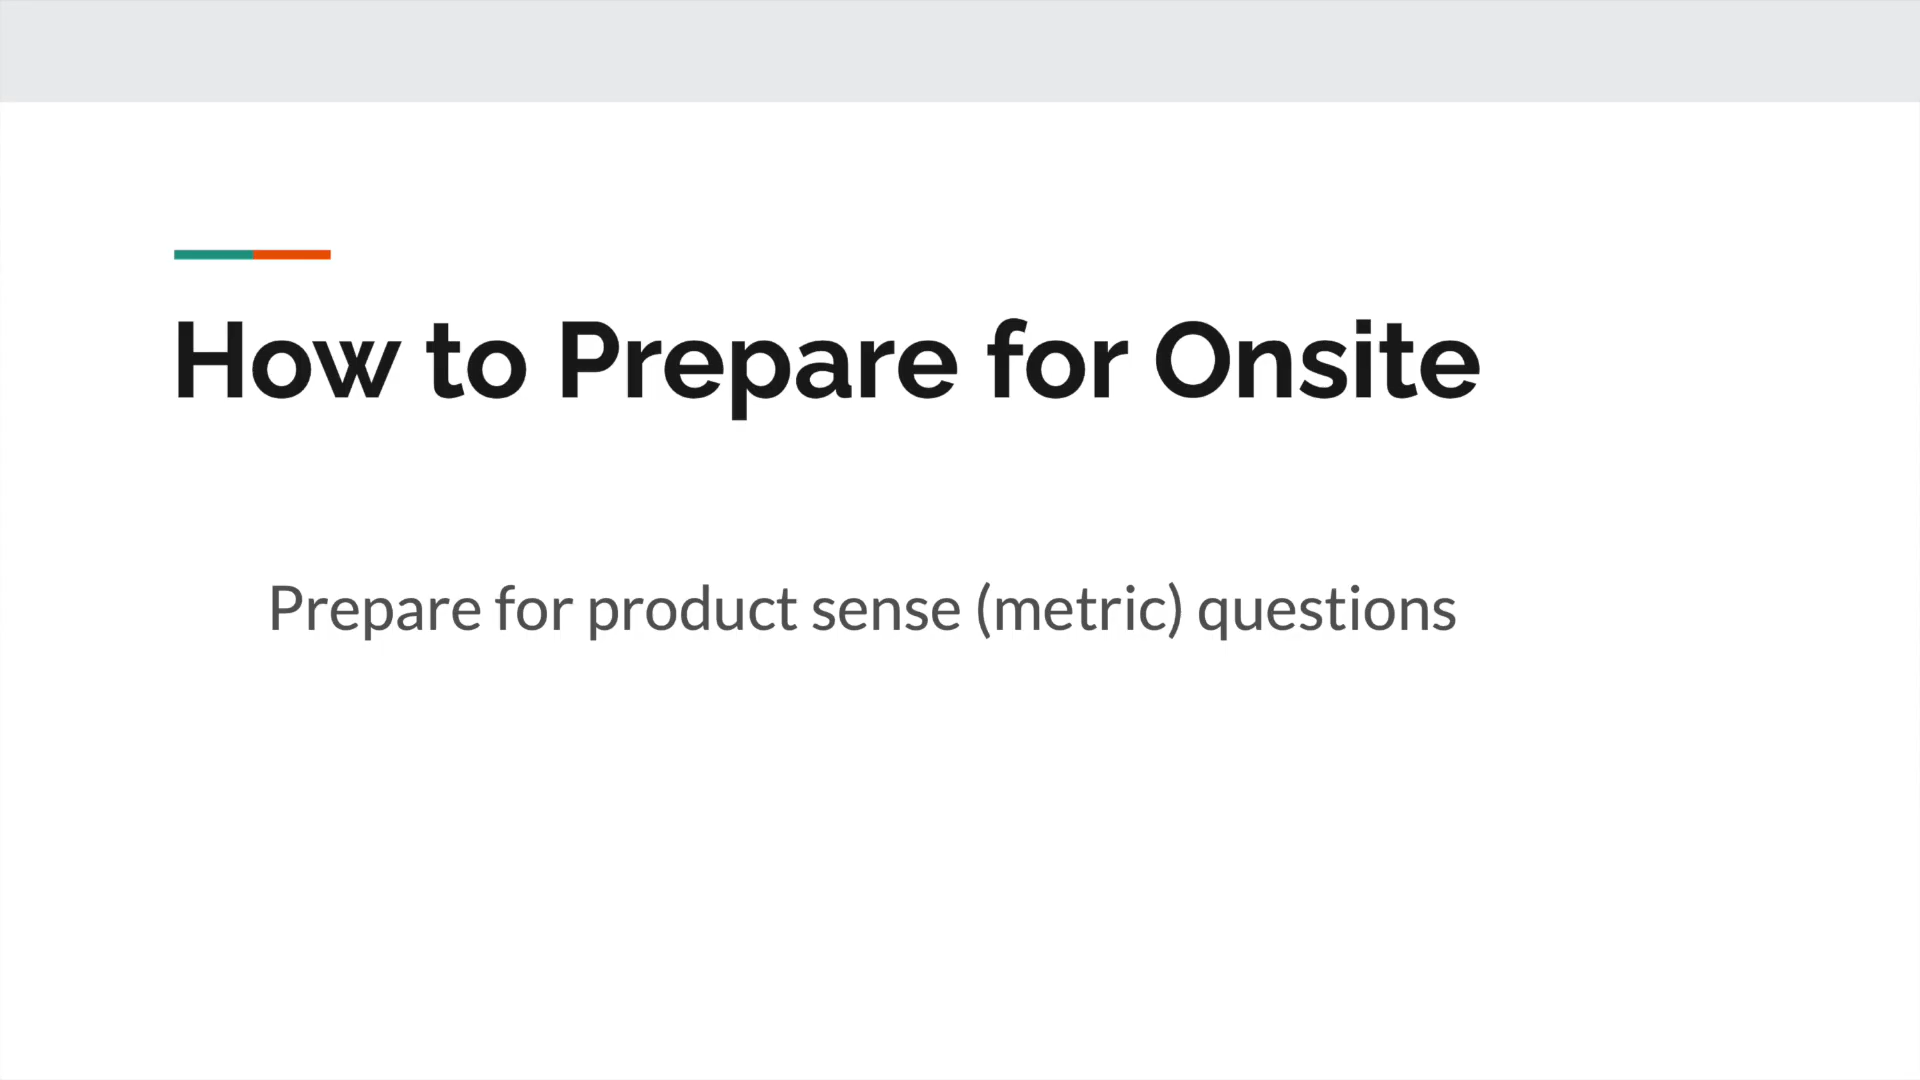 How to Prepare for Onsite
Prepare for product sense (metric) questions